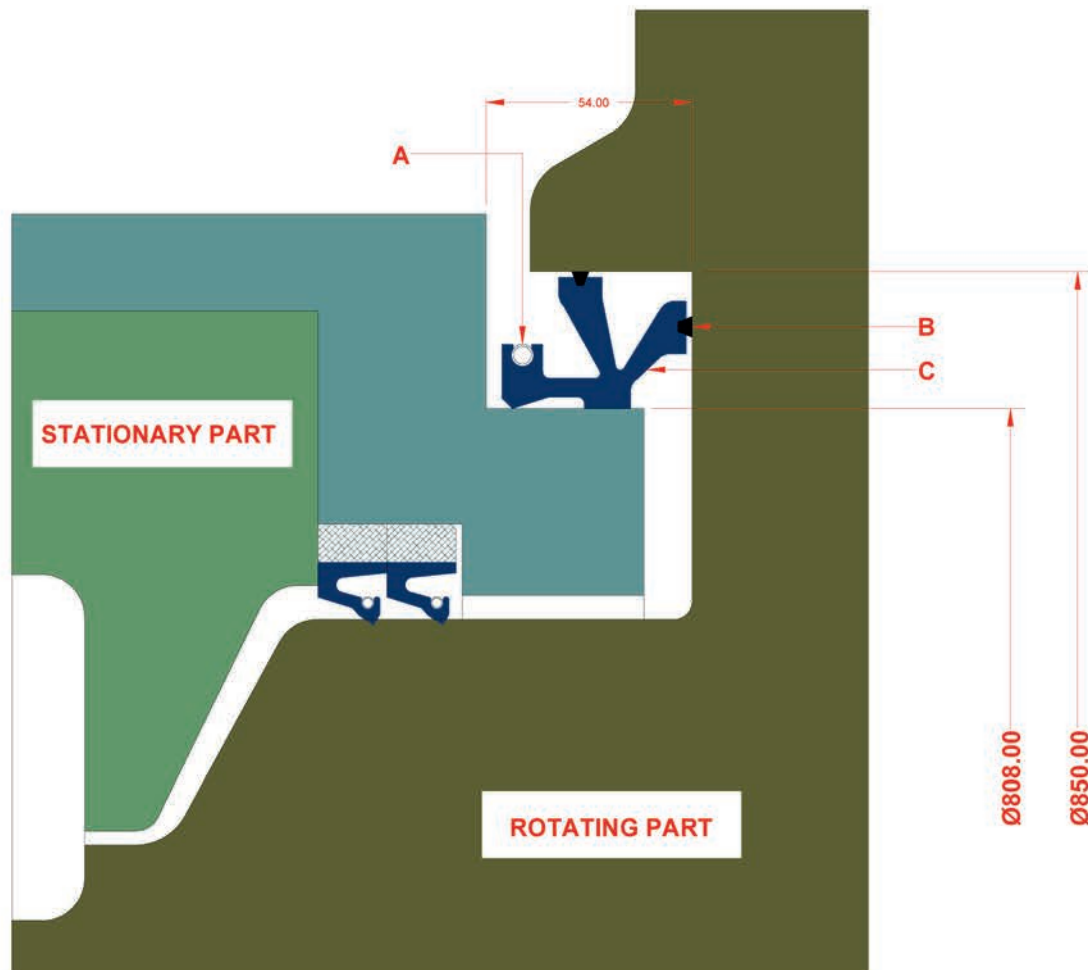 54.00
A
B
C
STATIONARY PART
ROTATING PART
Ø808.00
Ø850.00